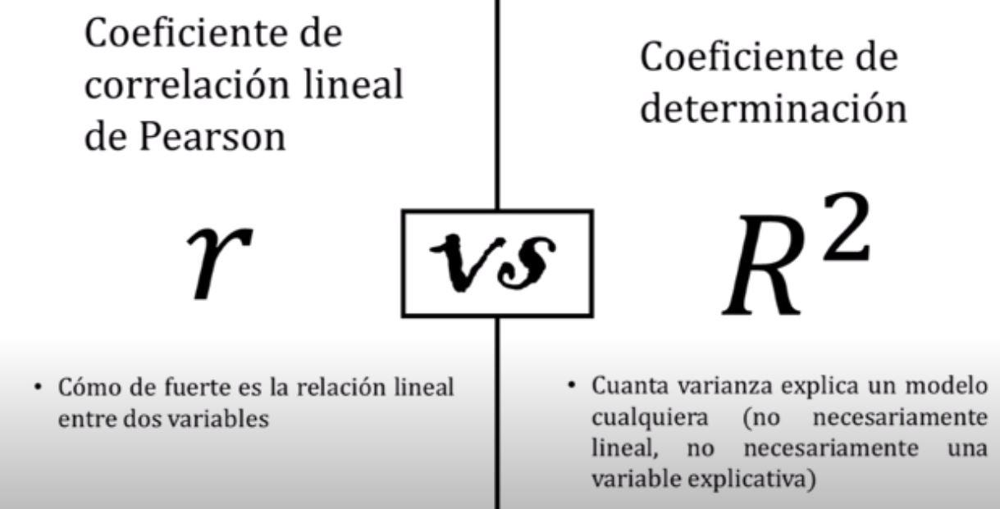 Coeficiente de
correlación lineal
de Pearson
r
• Cómo de fuerte es la relación lineal
entre dos variables
vs
Coeficiente de
determinación
R²
• Cuanta varianza explica un modelo
cualquiera (no necesariamente
lineal, no necesariamente una
variable explicativa)